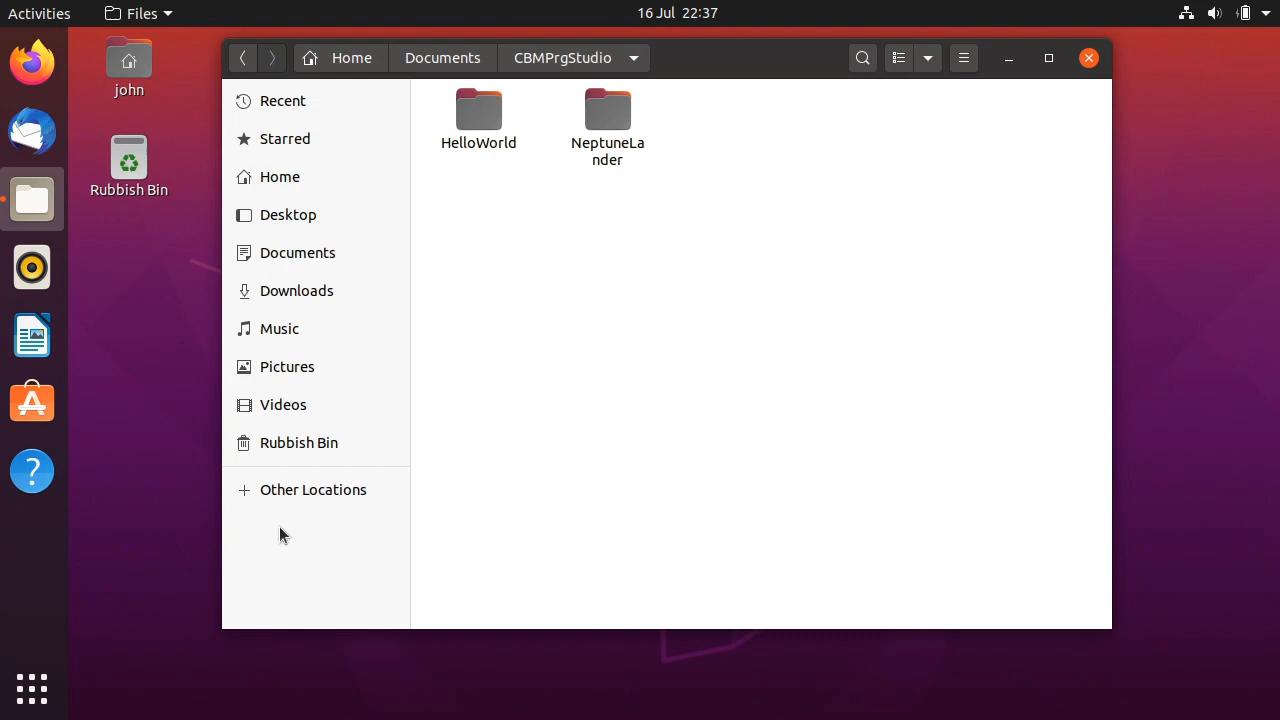 Activities
Files
16 Jul 22:37
john
Rubbish Bin
Home
Documents
CBMPrgStudio
Recent
Starred
Home
Desktop
Documents
Downloads
Music
Pictures
Videos
Rubbish Bin
Other Locations
HelloWorld
NeptuneLa
nder